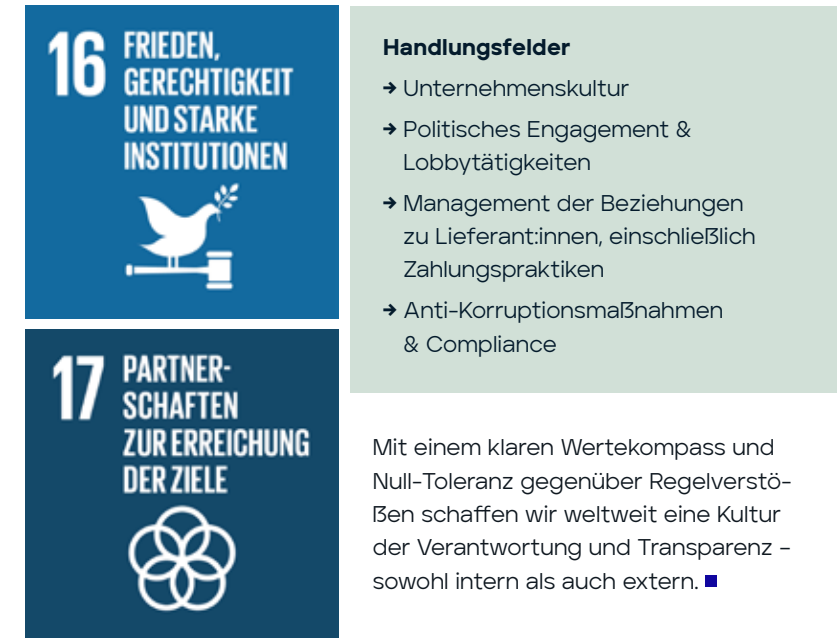 16
FRIEDEN,
GERECHTIGKEIT
UND STARKE
INSTITUTIONEN
17
PARTNER-
SCHAFTEN
ZUR ERREICHUNG
DER ZIELE
Handlungsfelder
→ Unternehmenskultur
→ Politisches Engagement &
Lobbytätigkeiten
→ Management der Beziehungen
zu Lieferant:innen, einschließlich
Zahlungspraktiken
→ Anti-Korruptionsmaßnahmen
& Compliance
Mit einem klaren Wertekompass und
Null-Toleranz gegenüber Regelverstö-
ßen schaffen wir weltweit eine Kultur
der Verantwortung und Transparenz –
sowohl intern als auch extern.